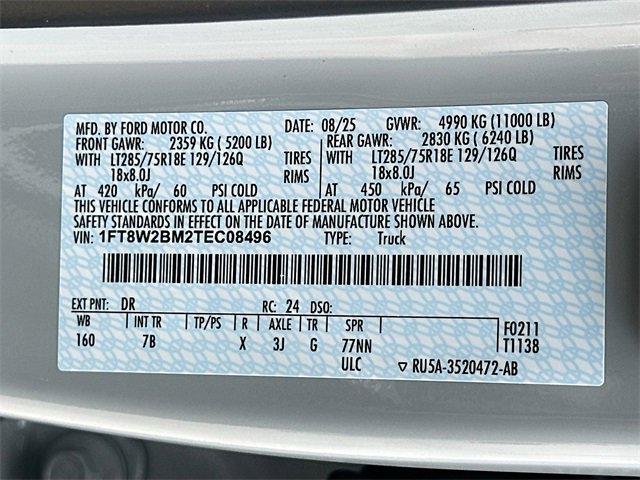 MFD. BY FORD MOTOR CO. DATE: 08/25 GVWR: 4990 KG (11000 LB)
FRONT GAWR: 2359 KG ( 5200 LB) REAR GAWR: 2830 KG ( 6240 LB)
WITH LT285/75R18E 129/126Q TIRES WITH LT285/75R18E 129/126Q TIRES
18x8.0J RIMS 18x8.0J RIMS
AT 420 kPa/ 60 PSI COLD AT 450 kPa/ 65 PSI COLD
THIS VEHICLE CONFORMS TO ALL APPLICABLE FEDERAL MOTOR VEHICLE
SAFETY STANDARDS IN EFFECT ON THE DATE OF MANUFACTURE SHOWN ABOVE.
VIN: 1FT8W2BM2TEC08496 TYPE: Truck
EXT PNT: DR RC: 24 DSO:
WB INT TR TP/PS R AXLE TR SPR F0211
160 7B X 3J G 77NN T1138
ULC ▽ RU5A-3520472-AB